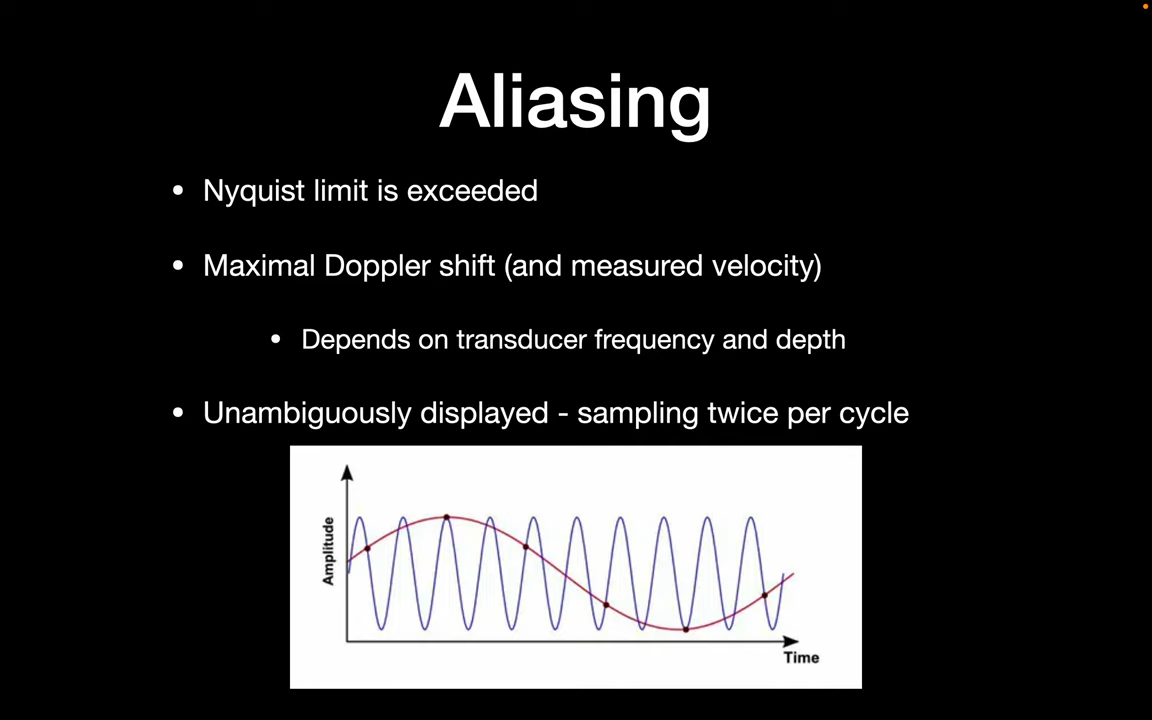 Aliasing
• Nyquist limit is exceeded
• Maximal Doppler shift (and measured velocity)
• Depends on transducer frequency and depth
• Unambiguously displayed - sampling twice per cycle
Amplitude
Time